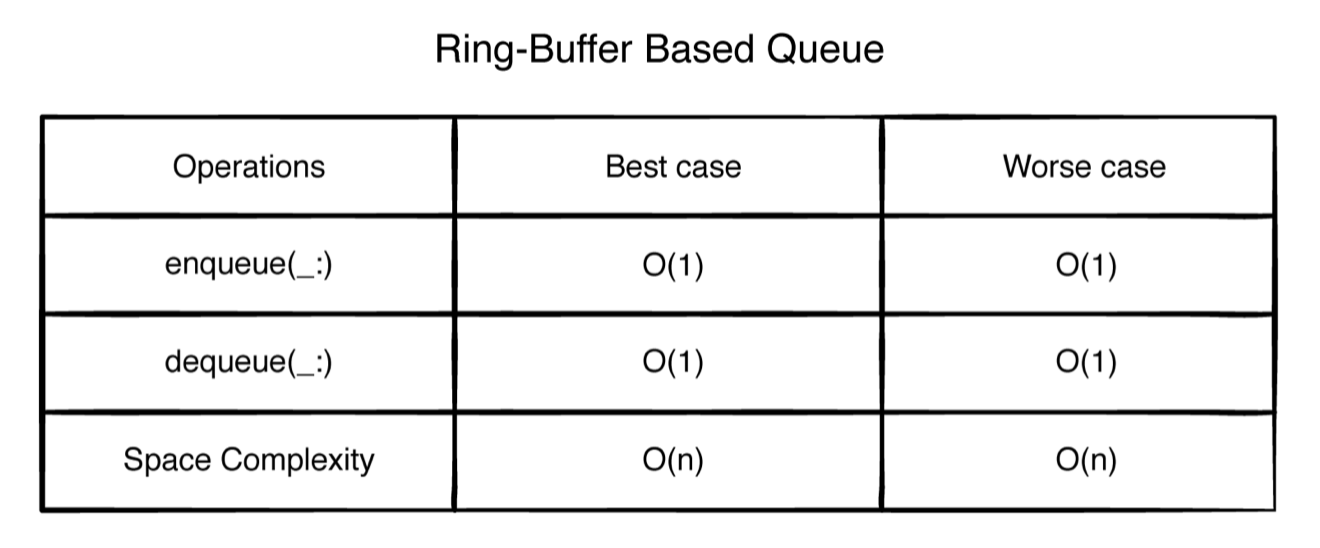 Ring-Buffer Based Queue
Operations Best case Worse case
enqueue(_:) O(1) O(1)
dequeue(_:) O(1) O(1)
Space Complexity O(n) O(n)